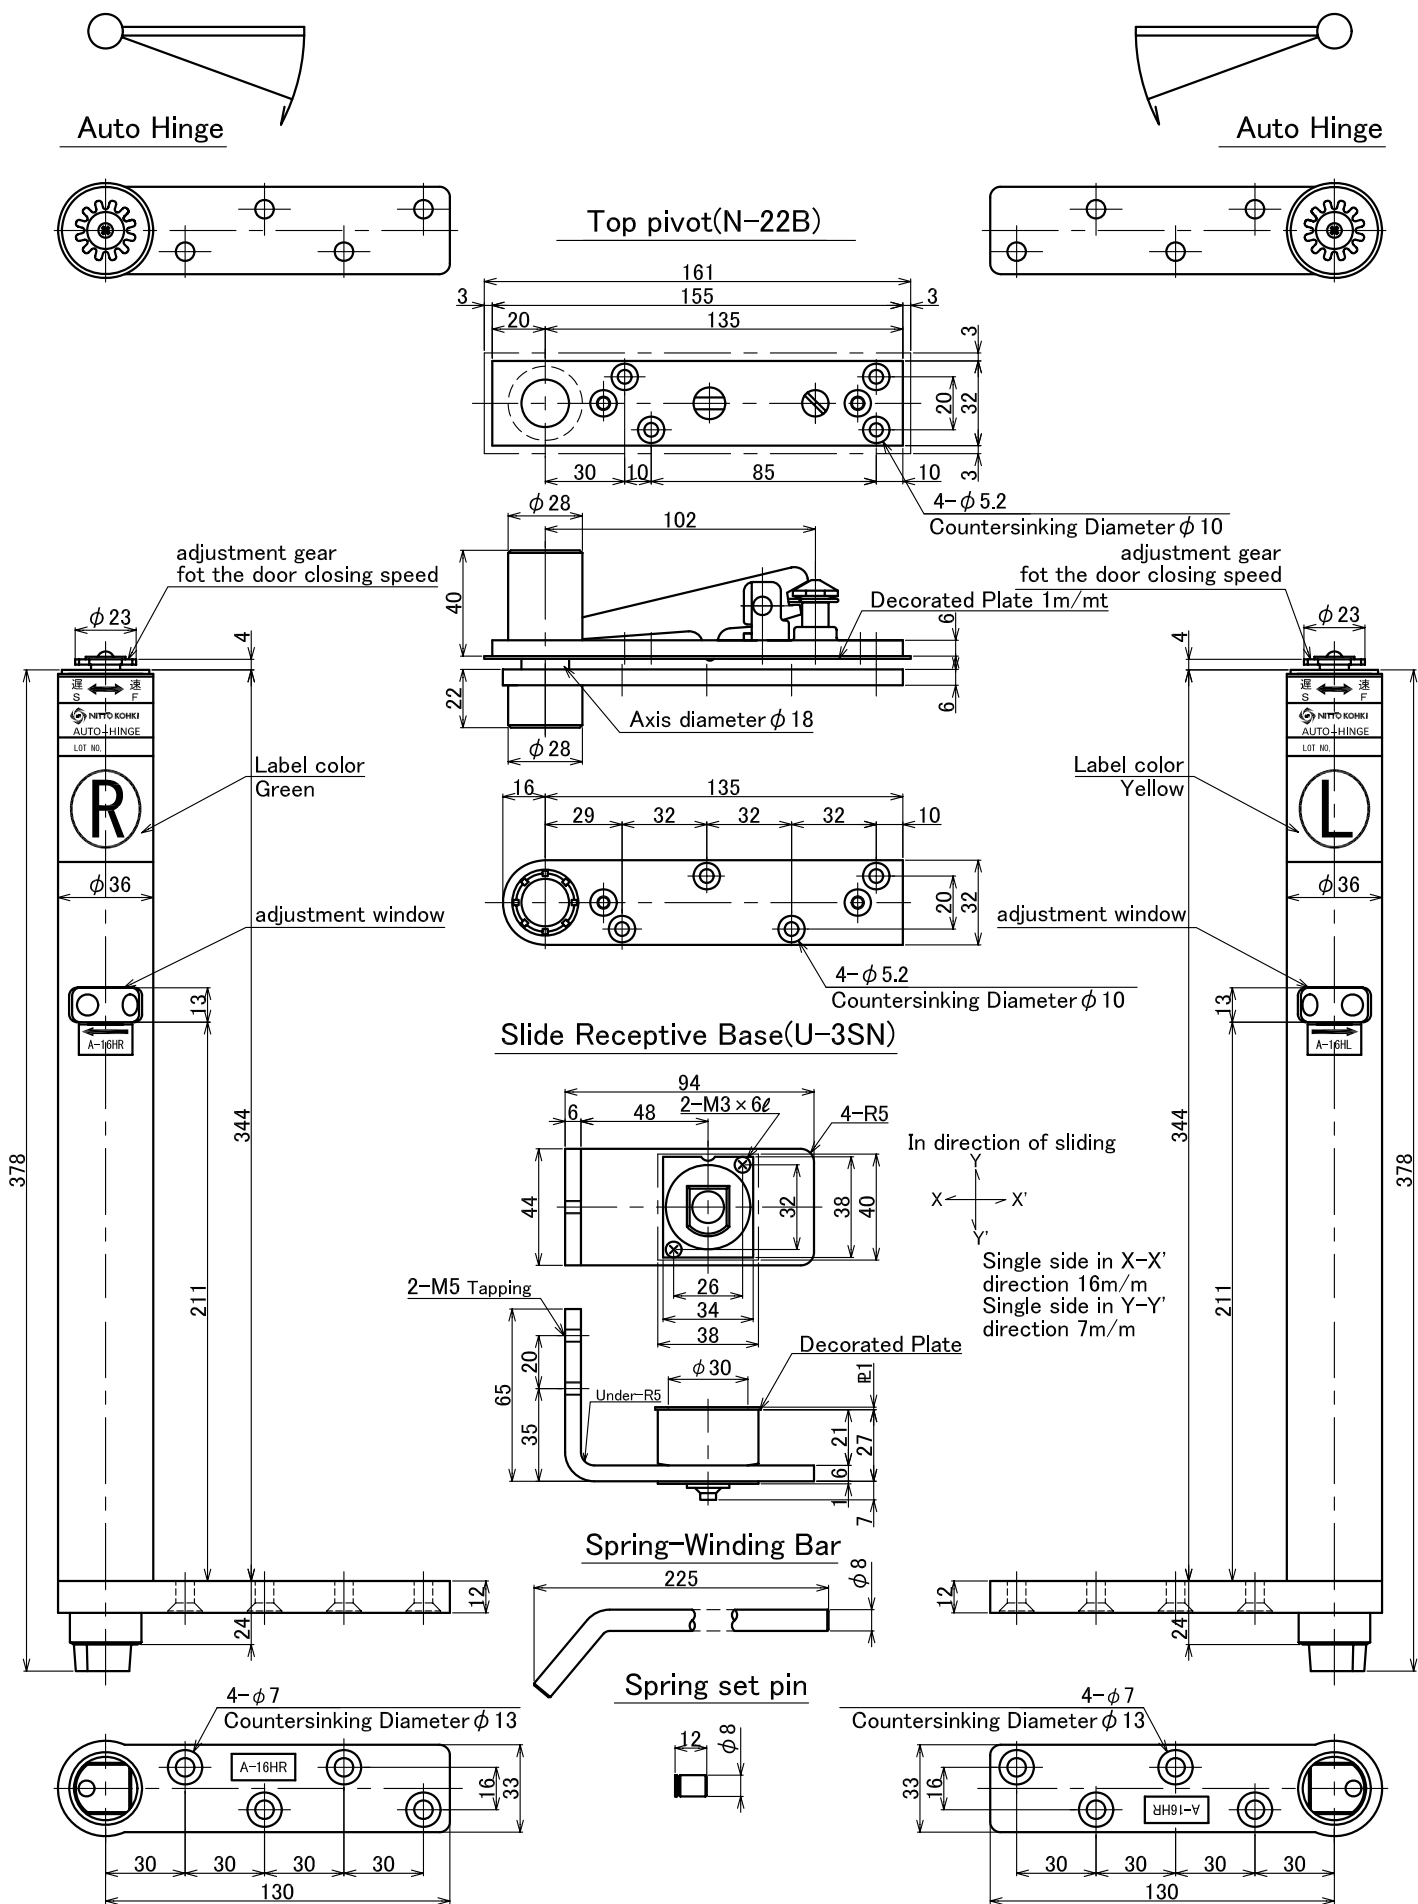 Auto Hinge
Auto Hinge
Top pivot(N-22B)
161
3
155
3
20
135
3
20
32
30
10
85
10
3
4-φ5.2
Countersinking Diameterφ10
φ28
102
adjustment gear
fot the door closing speed
adjustment gear
fot the door closing speed
40
Decorated Plate 1m/mt
6
φ23
4
φ23
4
22
6
Axis diameterφ18
φ28
遅
速
S
F
NITTO KOHKI
AUTO-HINGE
LOT NO.
R
Label color
Green
遅
速
S
F
NITTO KOHKI
AUTO-HINGE
LOT NO.
L
Label color
Yellow
16
135
29
32
32
32
10
20
32
4-φ5.2
Countersinking Diameterφ10
φ36
adjustment window
13
A-16HR
φ36
adjustment window
13
A-16HL
378
344
211
344
211
378
Slide Receptive Base(U-3SN)
94
6
48
2-M3×6ℓ
4-R5
44
32
38
40
26
34
38
In direction of sliding
Y
X
X'
Y'
Single side in X-X'
direction 16m/m
Single side in Y-Y'
direction 7m/m
2-M5 Tapping
65
20
35
Under-R5
φ30
Decorated Plate
PL1
21
27
6
1
7
Spring-Winding Bar
225
φ8
12
24
12
24
Spring set pin
12
φ8
4-φ7
Countersinking Diameterφ13
A-16HR
16
33
30
30
30
30
130
4-φ7
Countersinking Diameterφ13
33
16
A-16HR
30
30
30
30
130